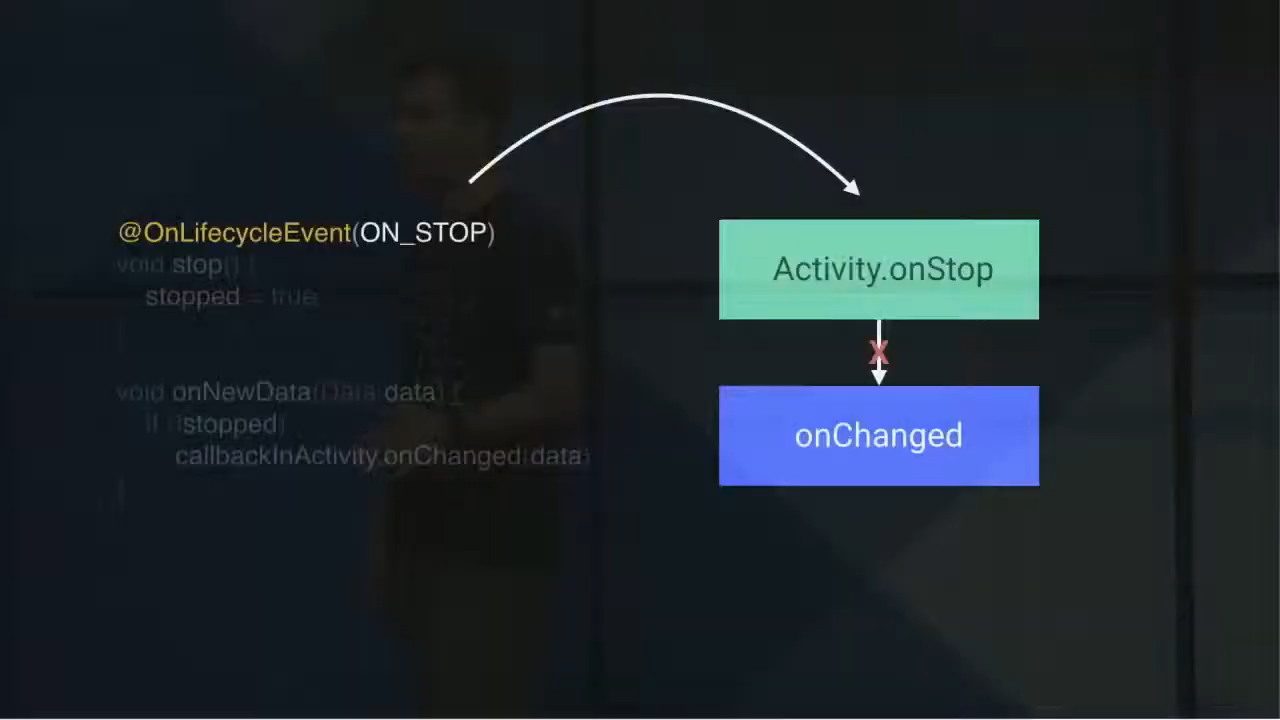 @OnLifecycleEvent(ON_STOP)
void stop() {
stopped = true
}
void onNewData(Data data) {
if (!stopped)
callbackInActivity.onChanged(data)
}
Activity.onStop
X
onChanged